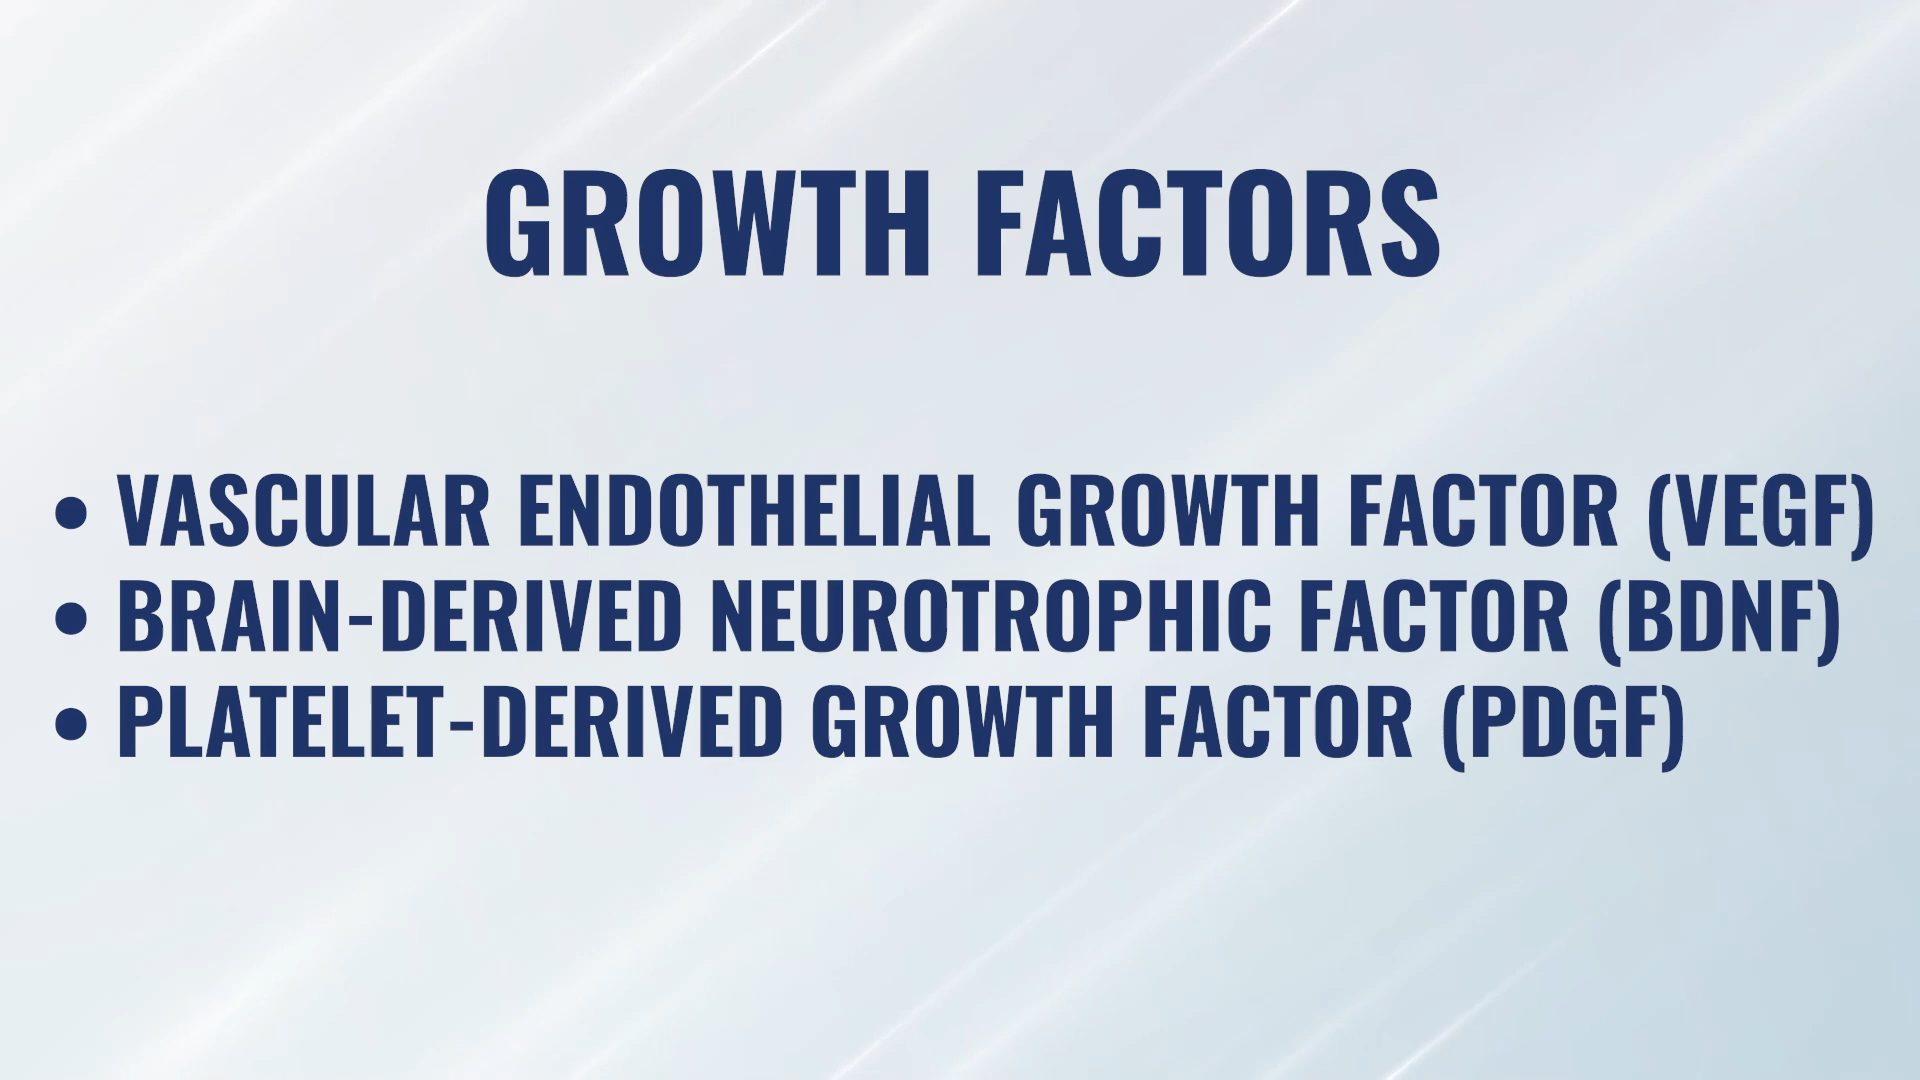 GROWTH FACTORS
• VASCULAR ENDOTHELIAL GROWTH FACTOR (VEGF)
• BRAIN-DERIVED NEUROTROPHIC FACTOR (BDNF)
• PLATELET-DERIVED GROWTH FACTOR (PDGF)